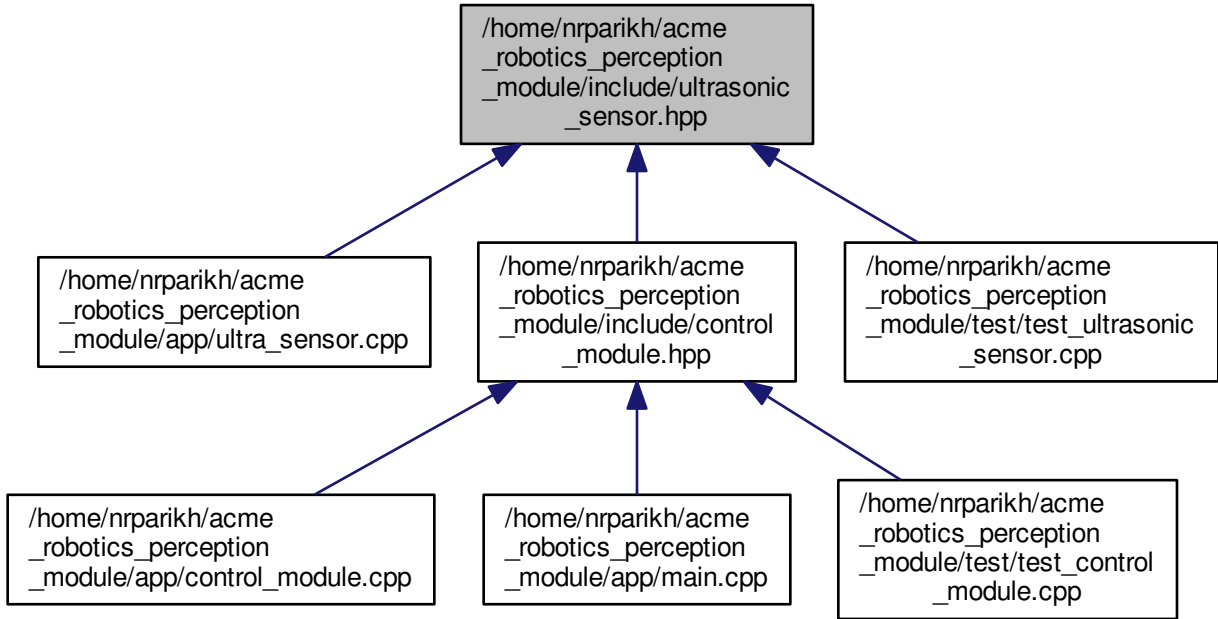 /home/nrparikh/acme
_robotics_perception
_module/include/ultrasonic
_sensor.hpp
/home/nrparikh/acme
_robotics_perception
_module/app/ultra_sensor.cpp
/home/nrparikh/acme
_robotics_perception
_module/include/control
_module.hpp
/home/nrparikh/acme
_robotics_perception
_module/test/test_ultrasonic
_sensor.cpp
/home/nrparikh/acme
_robotics_perception
_module/app/control_module.cpp
/home/nrparikh/acme
_robotics_perception
_module/app/main.cpp
/home/nrparikh/acme
_robotics_perception
_module/test/test_control
_module.cpp